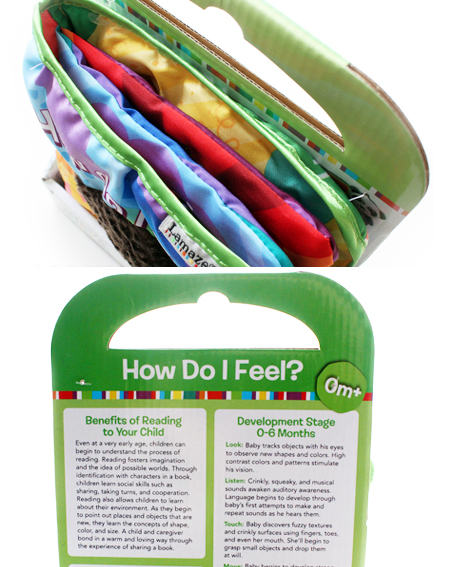 Lamaze
How Do I Feel?
0m+
Benefits of Reading
to Your Child
Even at a very early age, children can
begin to understand the process of
reading. Reading fosters imagination
and the idea of possible worlds. Through
identification with characters in a book,
children learn social skills such as
sharing, taking turns, and cooperation.
Reading also allows children to learn
about their environment. As they begin
to point out places and objects that are
new, they learn the concepts of shape,
color, and size. A child and caregiver
bond in a warm and loving way through
the experience of sharing a book.
Development Stage
0-6 Months
Look: Baby tracks objects with his eyes
to observe new shapes and colors. High
contrast colors and patterns stimulate
his vision.
Listen: Crinkly, squeaky, and musical
sounds awaken auditory awareness.
Language begins to develop through
baby's first attempts to make and
repeat sounds as he hears them.
Touch: Baby discovers fuzzy textures
and crinkly surfaces using fingers, toes,
and even her mouth. She'll begin to
grasp small objects and drop them
at will.